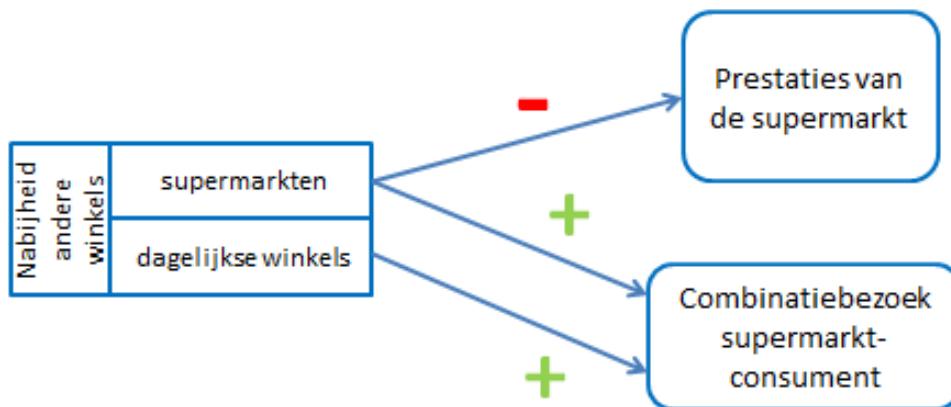 Prestaties van
de supermarkt
-
Nabijheid
andere
winkels
supermarkten
+
dagelijkse winkels
Combinatiebezoek
supermarkt-
consument
+